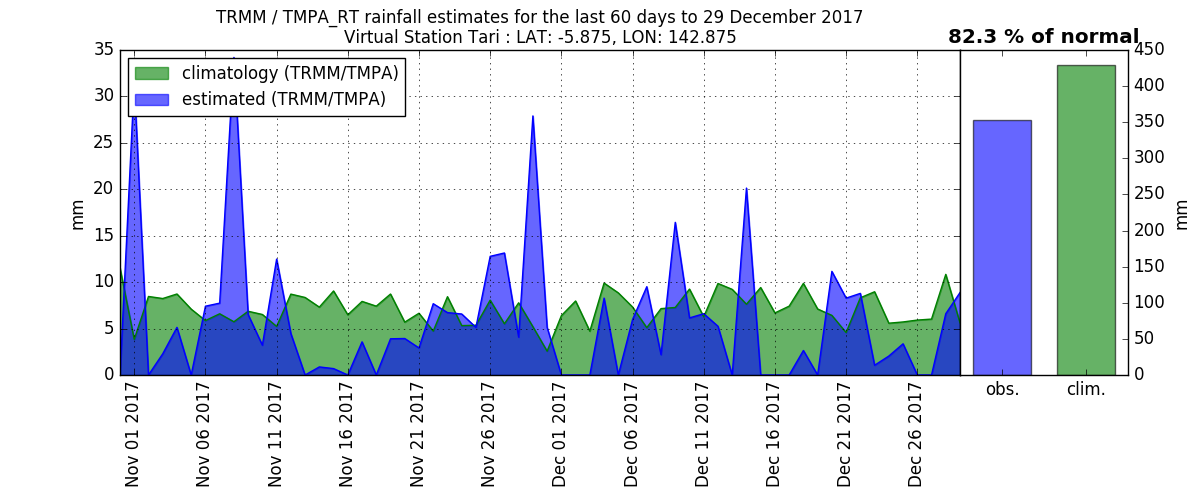 TRMM / TMPA_RT rainfall estimates for the last 60 days to 29 December 2017
Virtual Station Tari : LAT: -5.875, LON: 142.875
82.3 % of normal
climatology (TRMM/TMPA)
estimated (TRMM/TMPA)
35
30
25
20
15
10
5
0
mm
450
400
350
300
250
200
150
100
50
0
mm
Nov 01 2017
Nov 06 2017
Nov 11 2017
Nov 16 2017
Nov 21 2017
Nov 26 2017
Dec 01 2017
Dec 06 2017
Dec 11 2017
Dec 16 2017
Dec 21 2017
Dec 26 2017
obs.
clim.